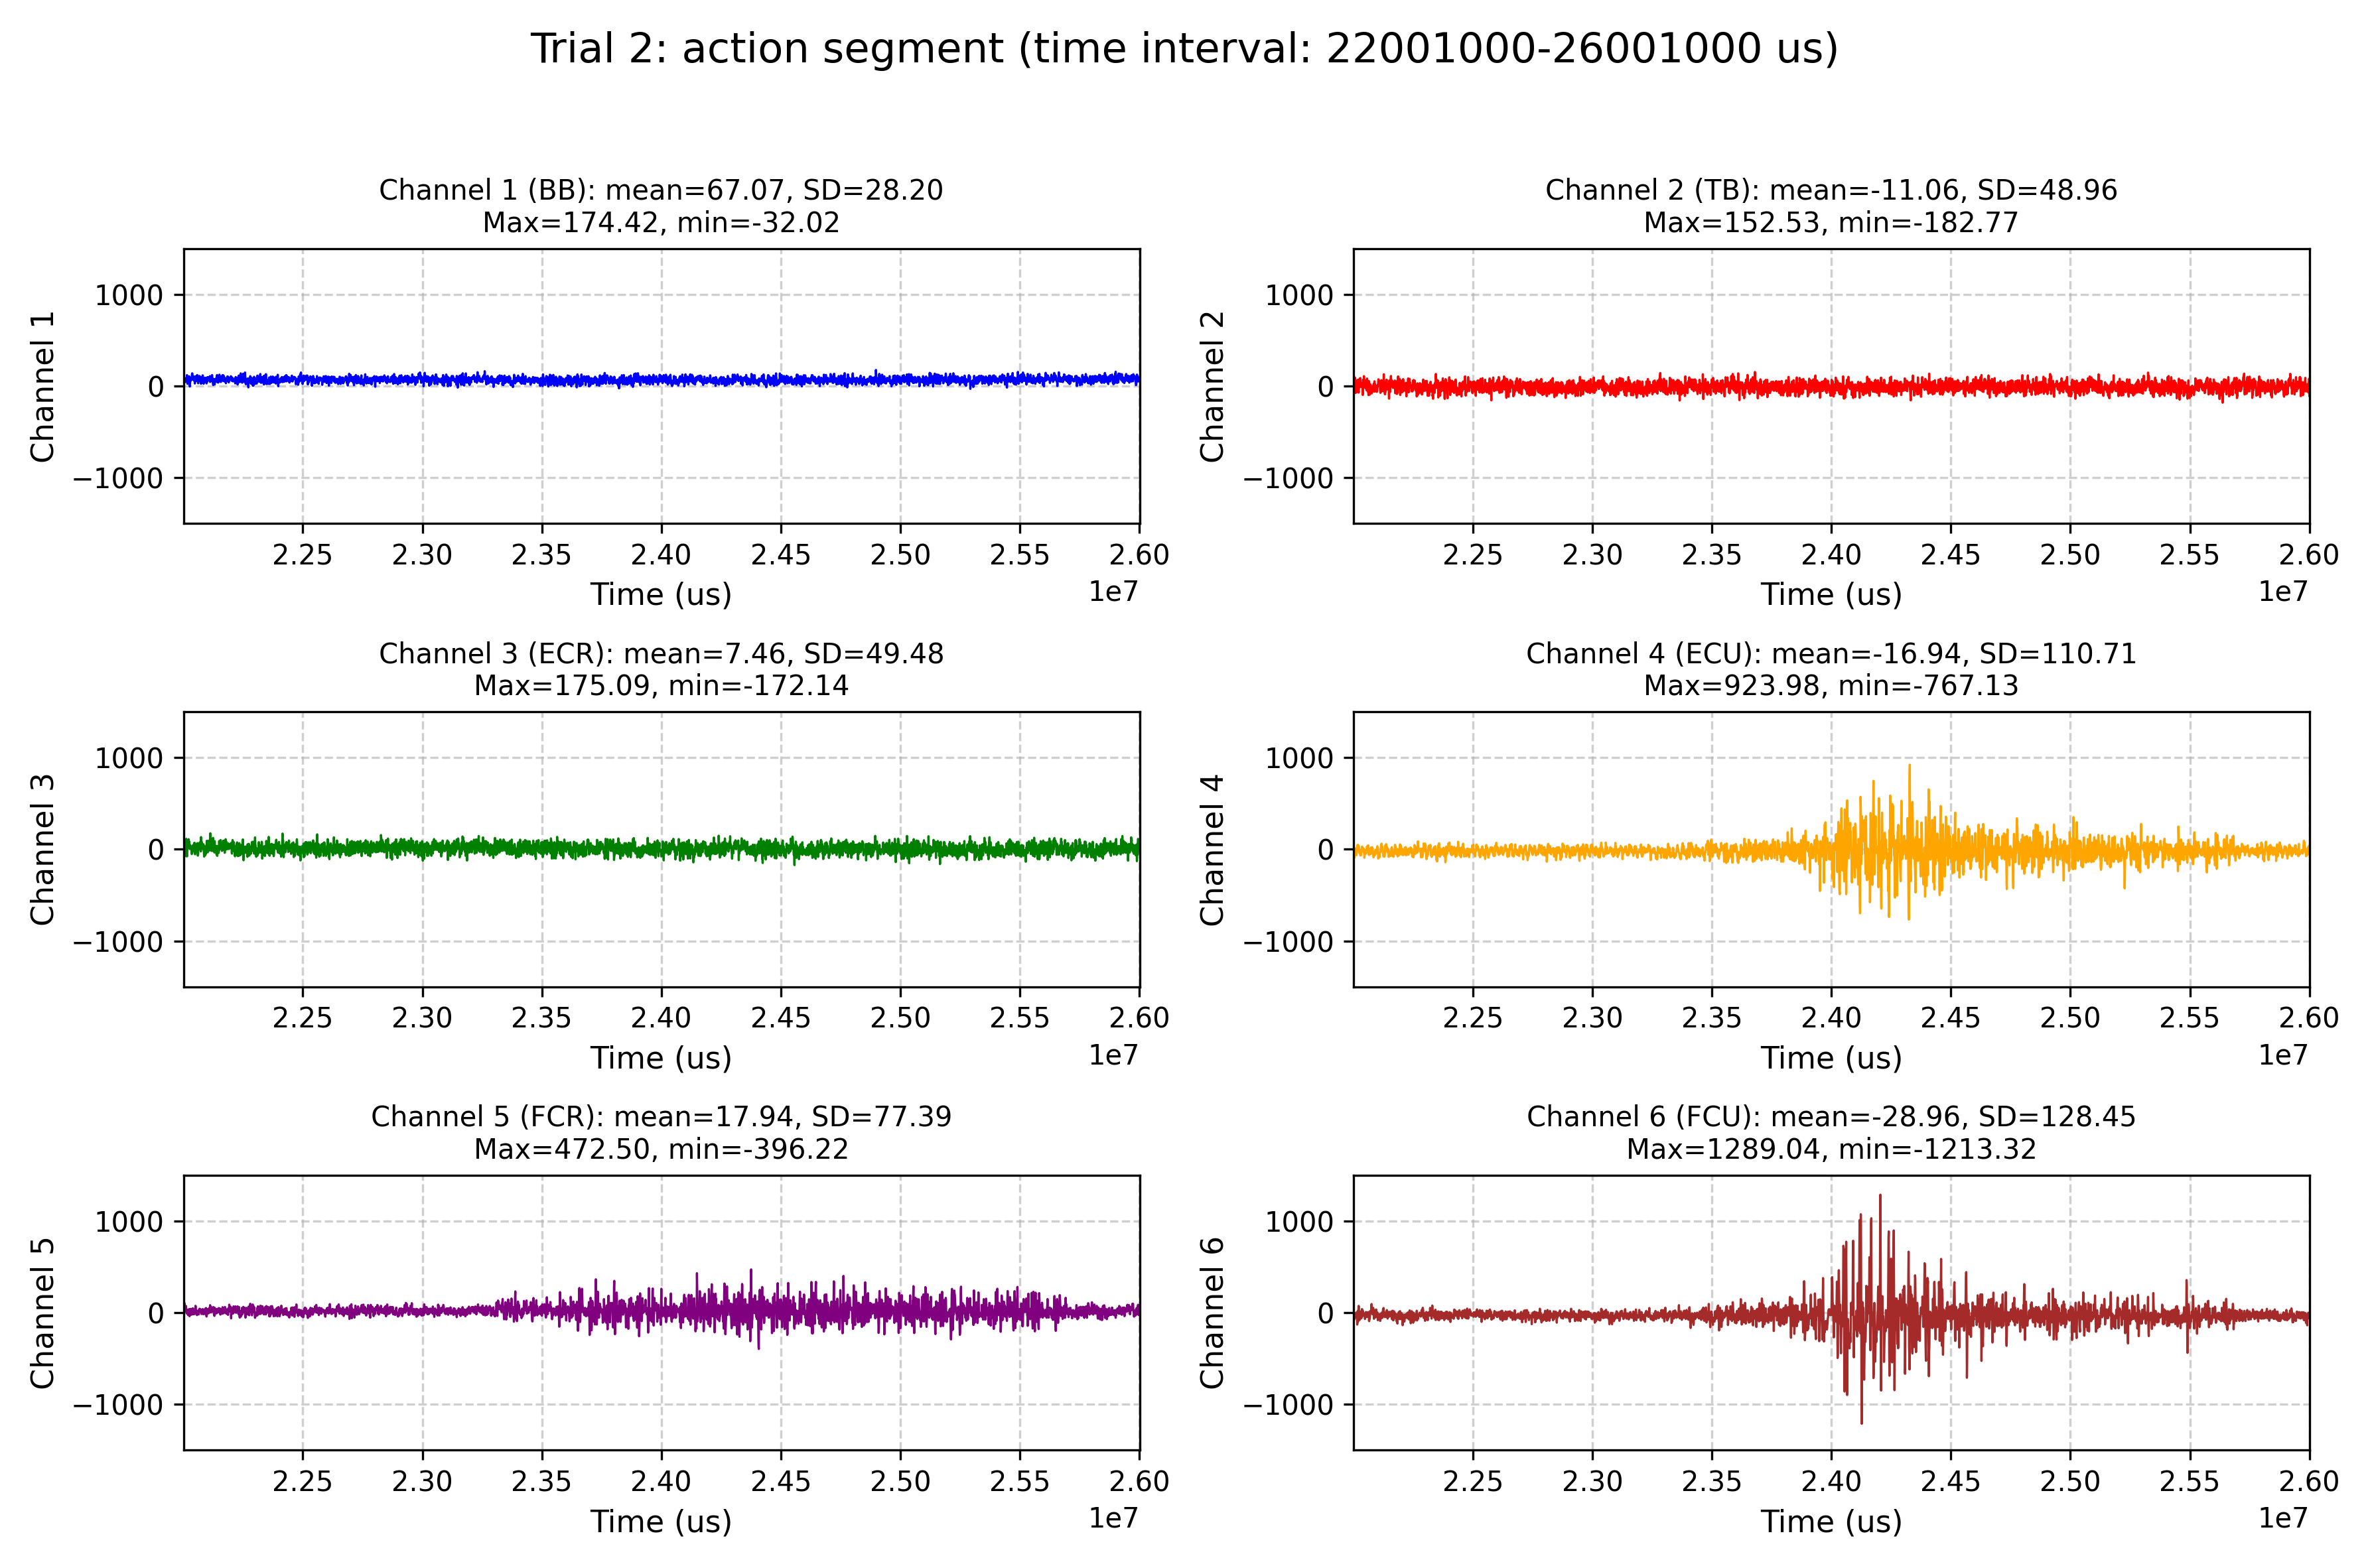 Trial 2: action segment (time interval: 22001000-26001000 us)
Channel 1 (BB): mean=67.07, SD=28.20
Max=174.42, min=-32.02
Channel 1
1000
0
−1000
2.25 2.30 2.35 2.40 2.45 2.50 2.55 2.60
1e7
Time (us)
Channel 2 (TB): mean=-11.06, SD=48.96
Max=152.53, min=-182.77
Channel 2
1000
0
−1000
2.25 2.30 2.35 2.40 2.45 2.50 2.55 2.60
1e7
Time (us)
Channel 3 (ECR): mean=7.46, SD=49.48
Max=175.09, min=-172.14
Channel 3
1000
0
−1000
2.25 2.30 2.35 2.40 2.45 2.50 2.55 2.60
1e7
Time (us)
Channel 4 (ECU): mean=-16.94, SD=110.71
Max=923.98, min=-767.13
Channel 4
1000
0
−1000
2.25 2.30 2.35 2.40 2.45 2.50 2.55 2.60
1e7
Time (us)
Channel 5 (FCR): mean=17.94, SD=77.39
Max=472.50, min=-396.22
Channel 5
1000
0
−1000
2.25 2.30 2.35 2.40 2.45 2.50 2.55 2.60
1e7
Time (us)
Channel 6 (FCU): mean=-28.96, SD=128.45
Max=1289.04, min=-1213.32
Channel 6
1000
0
−1000
2.25 2.30 2.35 2.40 2.45 2.50 2.55 2.60
1e7
Time (us)